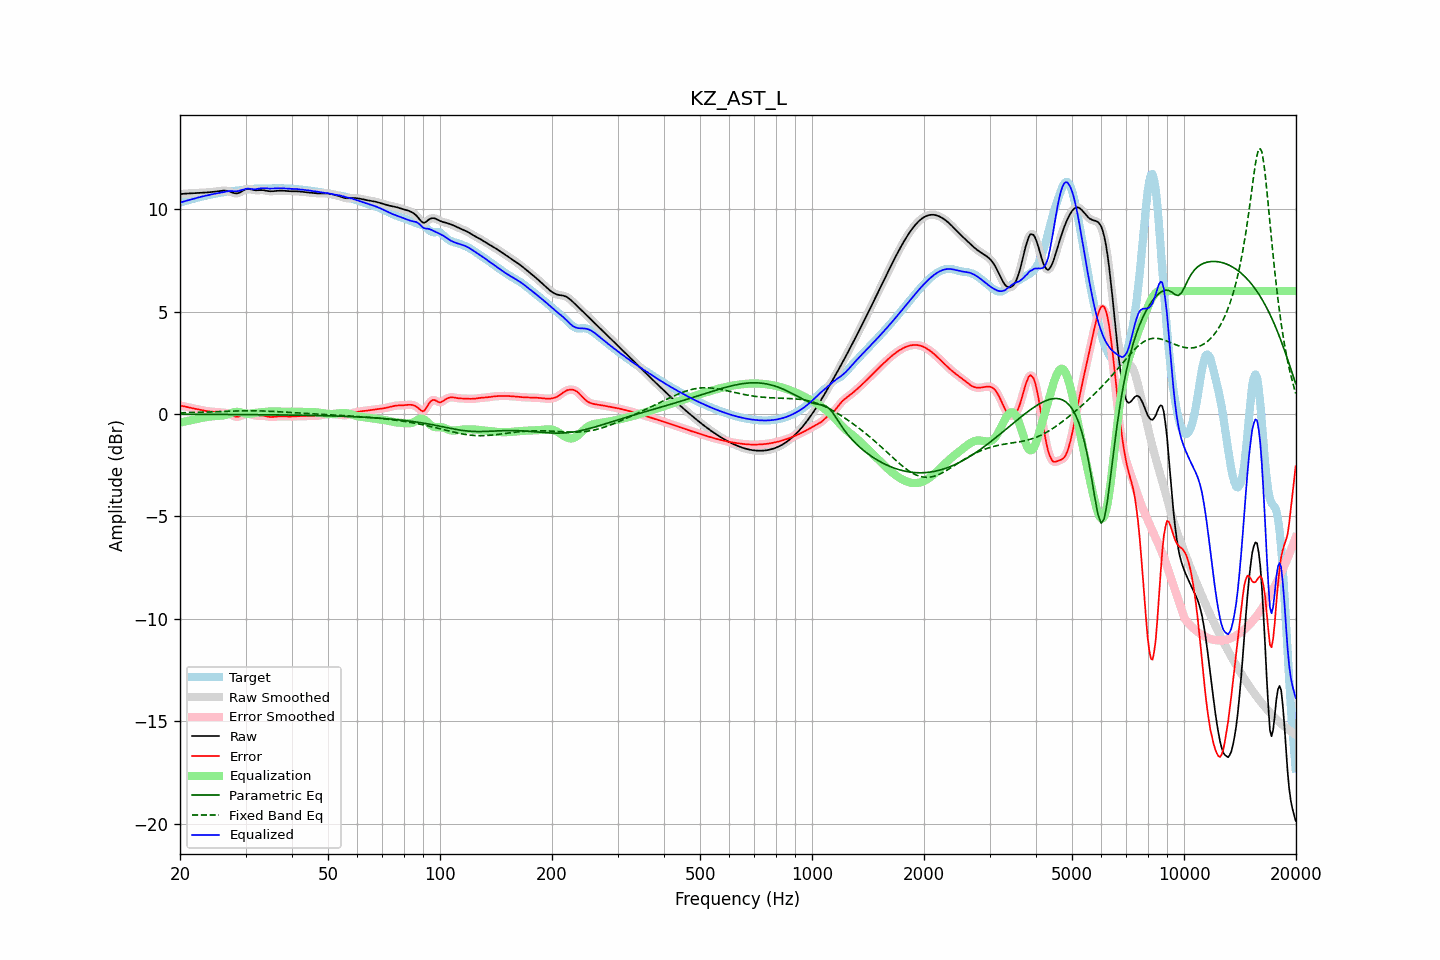 KZ_AST_L
10
5
0
−5
−10
−15
−20
Amplitude (dBr)
Target
Raw Smoothed
Error Smoothed
Raw
Error
Equalization
Parametric Eq
Fixed Band Eq
Equalized
20 50 100 200 500 1000 2000 5000 10000 20000
Frequency (Hz)